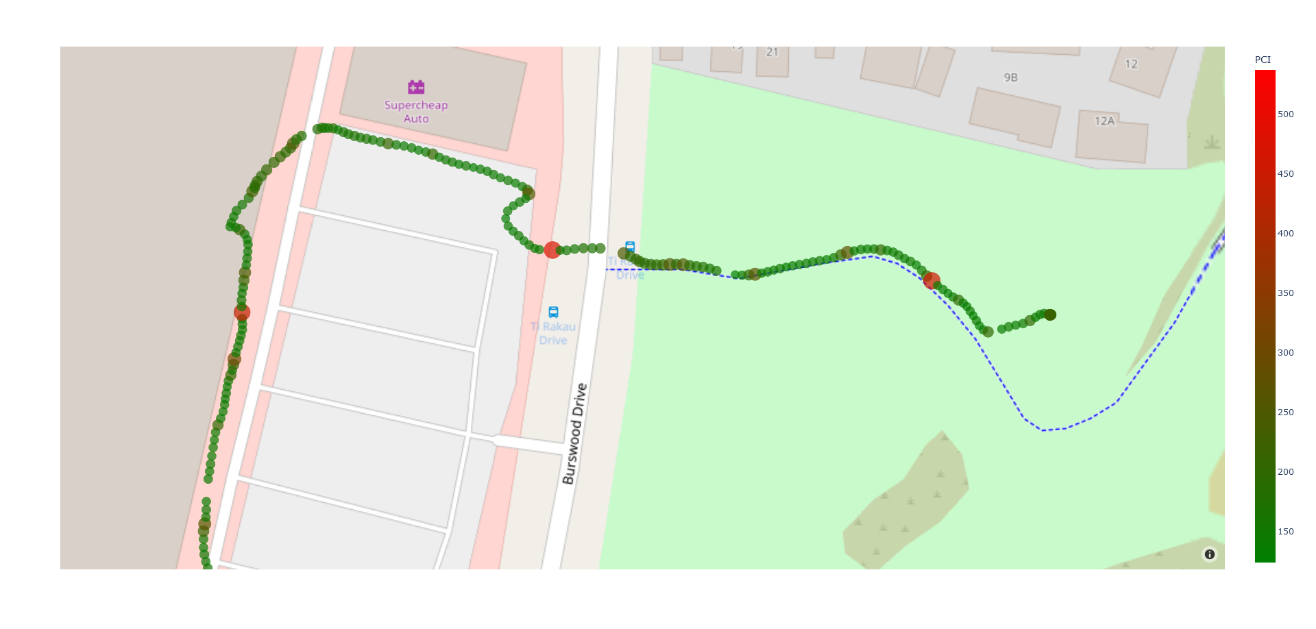 PCI
21
12
9B
500
Supercheap
Auto
12A
450
400
Drive
350
Ti Rakau
Drive
300
Burswood Drive
250
200
150